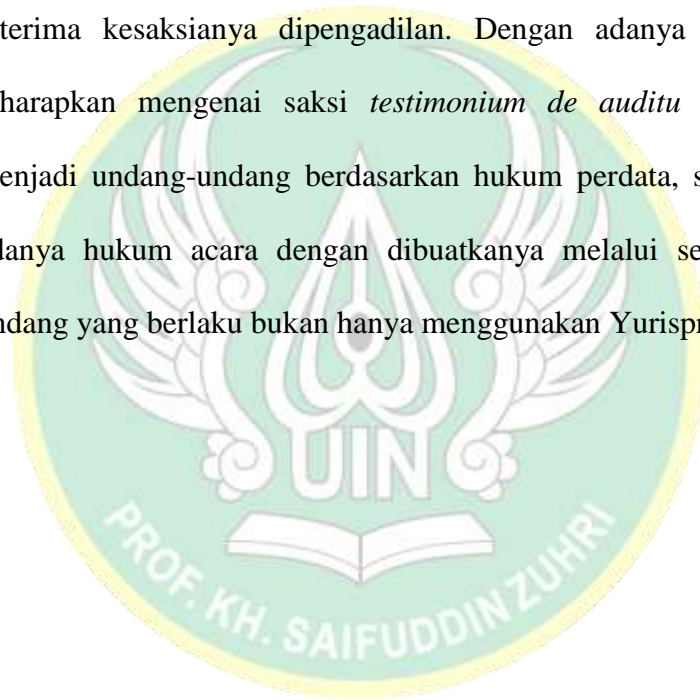 terima kesaksianya dipengadilan. Dengan adanya
harapkan mengenai saksi testimonium de auditu
enjadi undang-undang berdasarkan hukum perdata, s
danya hukum acara dengan dibuatkanya melalui se
ndang yang berlaku bukan hanya menggunakan Yurispr
UIN
PROF. KH. SAIFUDDIN ZUHRI